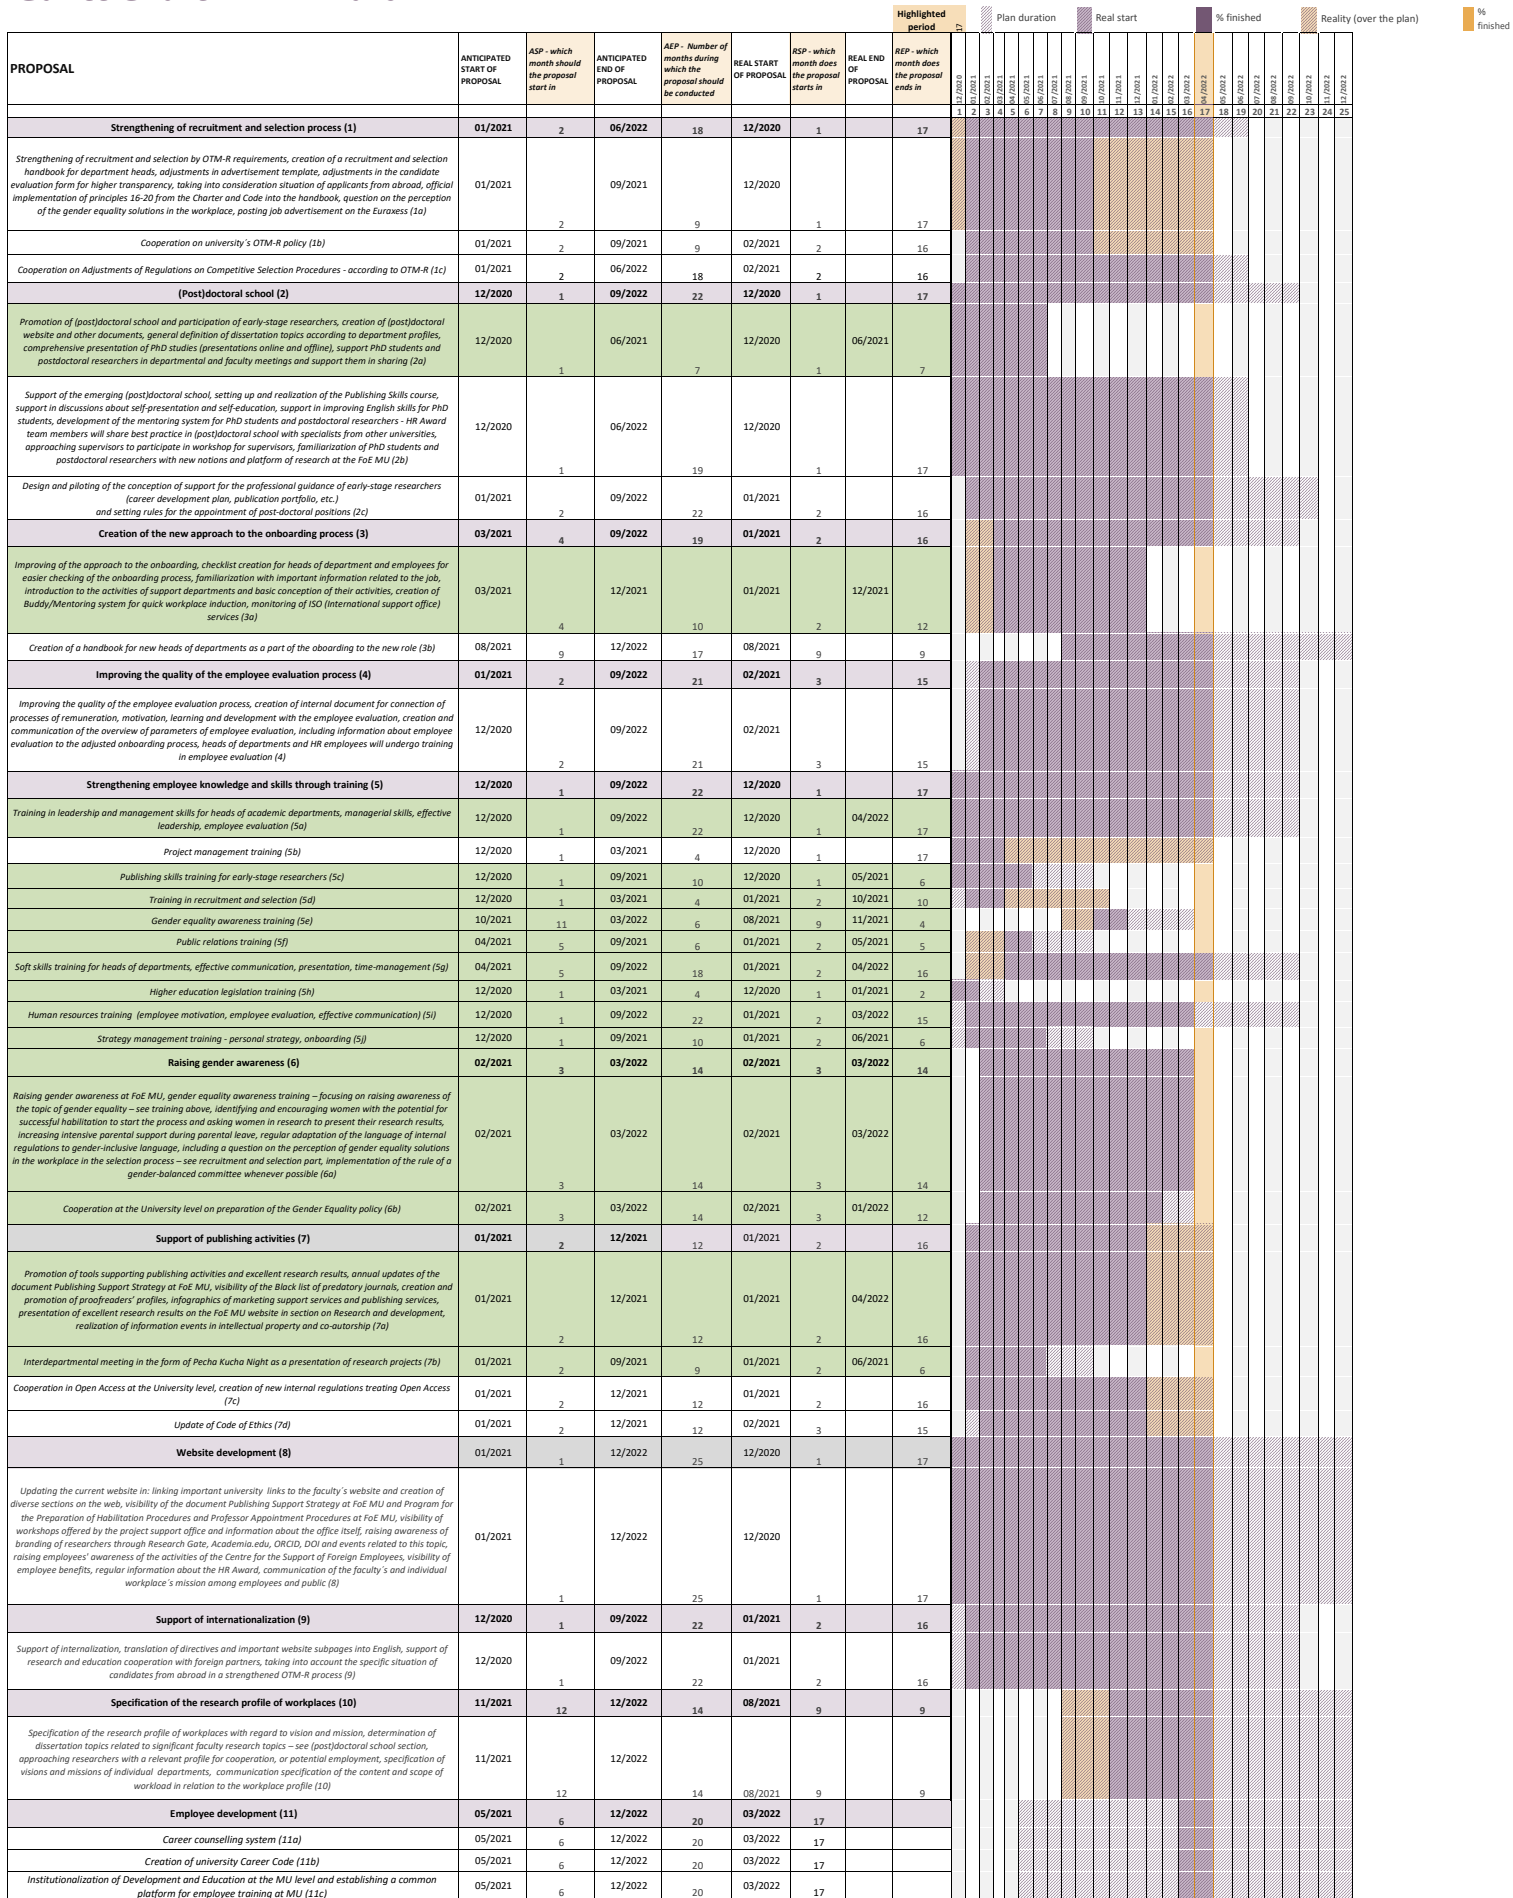 Highlighted
period
17
Plan duration
Real start
% finished
Reality (over the plan)
%
finished
PROPOSAL
ANTICIPATED
START OF
PROPOSAL
ASP - which
month should
the proposal
start in
ANTICIPATED
END OF
PROPOSAL
AEP - Number of
months during
which the
proposal should
be conducted
REAL START
OF PROPOSAL
REAL END
OF
PROPOSAL
RSP - which
month does
the proposal
starts in
REP - which
month does
the proposal
ends in
12/2020 01/2021 02/2021 03/2021 04/2021 05/2021 06/2021 07/2021 08/2021 09/2021 10/2021 11/2021 12/2021 01/2022 02/2022 03/2022 04/2022 05/2022 06/2022 07/2022 08/2022 09/2022 10/2022 11/2022 12/2022
1 2 3 4 5 6 7 8 9 10 11 12 13 14 15 16 17 18 19 20 21 22 23 24 25
Strengthening of recruitment and selection process (1) 01/2021 2 06/2022 18 12/2020 1 17
Strengthening of recruitment and selection by OTM-R requirements, creation of a recruitment and selection
handbook for department heads, adjustments in advertisement template, adjustments in the candidate
evaluation form for higher transparency, taking into consideration situation of applicants from abroad, official
implementation of principles 16-20 from the Charter and Code into the handbook, question on the perception
of the gender equality solutions in the workplace, posting job advertisement on the Euraxess (1a)
01/2021 2 09/2021 9 12/2020 1 17
Cooperation on university´s OTM-R policy (1b) 01/2021 2 09/2021 9 02/2021 2 16
Cooperation on Adjustments of Regulations on Competitive Selection Procedures - according to OTM-R (1c) 01/2021 2 06/2022 18 02/2021 2 16
(Post)doctoral school (2) 12/2020 1 09/2022 22 12/2020 1 17
Promotion of (post)doctoral school and participation of early-stage researchers, creation of (post)doctoral
website and other documents, general definition of dissertation topics according to department profiles,
comprehensive presentation of PhD studies (presentations online and offline), support PhD students and
postdoctoral researchers in departmental and faculty meetings and support them in sharing (2a)
12/2020 1 06/2021 7 12/2020 1 06/2021 7
Support of the emerging (post)doctoral school, setting up and realization of the Publishing Skills course,
support in discussions about self-presentation and self-education, support in improving English skills for PhD
students, development of the mentoring system for PhD students and postdoctoral researchers - HR Award
team members will share best practice in (post)doctoral school with specialists from other universities,
approaching supervisors to participate in workshop for supervisors, familiarization of PhD students and
postdoctoral researchers with new notions and platform of research at the FoE MU (2b)
12/2020 1 06/2022 19 12/2020 1 17
Design and piloting of the conception of support for the professional guidance of early-stage researchers
(career development plan, publication portfolio, etc.)
and setting rules for the appointment of post-doctoral positions (2c)
01/2021 2 09/2022 22 01/2021 2 16
Creation of the new approach to the onboarding process (3) 03/2021 4 09/2022 19 01/2021 2 16
Improving of the approach to the onboarding, checklist creation for heads of department and employees for
easier checking of the onboarding process, familiarization with important information related to the job,
introduction to the activities of support departments and basic conception of their activities, creation of
Buddy/Mentoring system for quick workplace induction, monitoring of ISO (International support office)
services (3a)
03/2021 4 12/2021 10 01/2021 2 12/2021 12
Creation of a handbook for new heads of departments as a part of the oboarding to the new role (3b) 08/2021 9 12/2022 17 08/2021 9 9
Improving the quality of the employee evaluation process (4) 01/2021 2 09/2022 21 02/2021 3 15
Improving the quality of the employee evaluation process, creation of internal document for connection of
processes of remuneration, motivation, learning and development with the employee evaluation, creation and
communication of the overview of parameters of employee evaluation, including information about employee
evaluation to the adjusted onboarding process, heads of departments and HR employees will undergo training
in employee evaluation (4)
12/2020 2 09/2022 21 02/2021 3 15
Strengthening employee knowledge and skills through training (5) 12/2020 1 09/2022 22 12/2020 1 17
Training in leadership and management skills for heads of academic departments, managerial skills, effective
leadership, employee evaluation (5a)
12/2020 1 09/2022 22 12/2020 1 04/2022 17
Project management training (5b) 12/2020 1 03/2021 4 12/2020 1 17
Publishing skills training for early-stage researchers (5c) 12/2020 1 09/2021 10 12/2020 1 05/2021 6
Training in recruitment and selection (5d) 12/2020 1 03/2021 4 01/2021 2 10/2021 10
Gender equality awareness training (5e) 10/2021 11 03/2022 6 08/2021 9 11/2021 4
Public relations training (5f) 04/2021 5 09/2021 6 01/2021 2 05/2021 5
Soft skills training for heads of departments, effective communication, presentation, time-management (5g) 04/2021 5 09/2022 18 01/2021 2 04/2022 16
Higher education legislation training (5h) 12/2020 1 03/2021 4 12/2020 1 01/2021 2
Human resources training (employee motivation, employee evaluation, effective communication) (5i) 12/2020 1 09/2022 22 01/2021 2 03/2022 15
Strategy management training - personal strategy, onboarding (5j) 12/2020 1 09/2021 10 01/2021 2 06/2021 6
Raising gender awareness (6) 02/2021 3 03/2022 14 02/2021 3 03/2022 14
Raising gender awareness at FoE MU, gender equality awareness training – focusing on raising awareness of
the topic of gender equality – see training above, identifying and encouraging women with the potential for
successful habilitation to start the process and asking women in research to present their research results,
increasing intensive parental support during parental leave, regular adaptation of the language of internal
regulations to gender-inclusive language, including a question on the perception of gender equality solutions
in the workplace in the selection process – see recruitment and selection part, implementation of the rule of a
gender-balanced committee whenever possible (6a)
02/2021 3 03/2022 14 02/2021 3 03/2022 14
Cooperation at the University level on preparation of the Gender Equality policy (6b) 02/2021 3 03/2022 14 02/2021 3 01/2022 12
Support of publishing activities (7) 01/2021 2 12/2021 12 01/2021 2 16
Promotion of tools supporting publishing activities and excellent research results, annual updates of the
document Publishing Support Strategy at FoE MU, visibility of the Black list of predatory journals, creation and
promotion of proofreaders’ profiles, infographics of marketing support services and publishing services,
presentation of excellent research results on the FoE MU website in section on Research and development,
realization of information events in intellectual property and co-autorship (7a)
01/2021 2 12/2021 12 01/2021 2 04/2022 16
Interdepartmental meeting in the form of Pecha Kucha Night as a presentation of research projects (7b) 01/2021 2 09/2021 9 01/2021 2 06/2021 6
Cooperation in Open Access at the University level, creation of new internal regulations treating Open Access
(7c)
01/2021 2 12/2021 12 01/2021 2 16
Update of Code of Ethics (7d) 01/2021 2 12/2021 12 02/2021 3 15
Website development (8) 01/2021 1 12/2022 25 12/2020 1 17
Updating the current website in: linking important university links to the faculty´s website and creation of
diverse sections on the web, visibility of the document Publishing Support Strategy at FoE MU and Program for
the Preparation of Habilitation Procedures and Professor Appointment Procedures at FoE MU, visibility of
workshops offered by the project support office and information about the office itself, raising awareness of
branding of researchers through Research Gate, Academia.edu, ORCID, DOI and events related to this topic,
raising employees’ awareness of the activities of the Centre for the Support of Foreign Employees, visibility of
employee benefits, regular information about the HR Award, communication of the faculty´s and individual
workplace´s mission among employees and public (8)
01/2021 1 12/2022 25 12/2020 1 17
Support of internationalization (9) 12/2020 1 09/2022 22 01/2021 2 16
Support of internalization, translation of directives and important website subpages into English, support of
research and education cooperation with foreign partners, taking into account the specific situation of
candidates from abroad in a strengthened OTM-R process (9)
12/2020 1 09/2022 22 01/2021 2 16
Specification of the research profile of workplaces (10) 11/2021 12 12/2022 14 08/2021 9 9
Specification of the research profile of workplaces with regard to vision and mission, determination of
dissertation topics related to significant faculty research topics – see (post)doctoral school section,
approaching researchers with a relevant profile for cooperation, or potential employment, specification of
visions and missions of individual departments, communication specification of the content and scope of
workload in relation to the workplace profile (10)
11/2021 12 12/2022 14 08/2021 9 9
Employee development (11) 05/2021 6 12/2022 20 03/2022 17
Career counselling system (11a) 05/2021 6 12/2022 20 03/2022 17
Creation of university Career Code (11b) 05/2021 6 12/2022 20 03/2022 17
Institutionalization of Development and Education at the MU level and establishing a common
platform for employee training at MU (11c)
05/2021 6 12/2022 20 03/2022 17